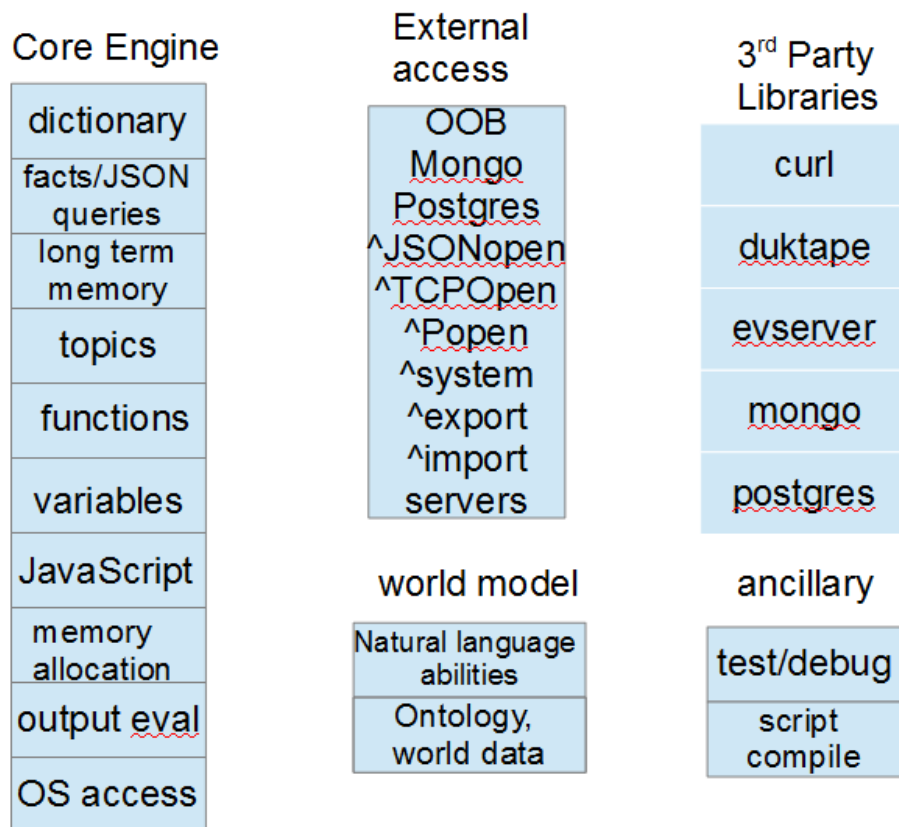 Core Engine
dictionary
facts/JSON
queries
long term
memory
topics
functions
variables
JavaScript
memory
allocation
output eval
OS access
External
access
OOB
Mongo
Postgres
^JSONopen
^TCPOpen
^Popen
^system
^export
^import
servers
world model
Natural language
abilities
Ontology,
world data
3rd Party
Libraries
curl
duktape
evserver
mongo
postgres
ancillary
test/debug
script
compile